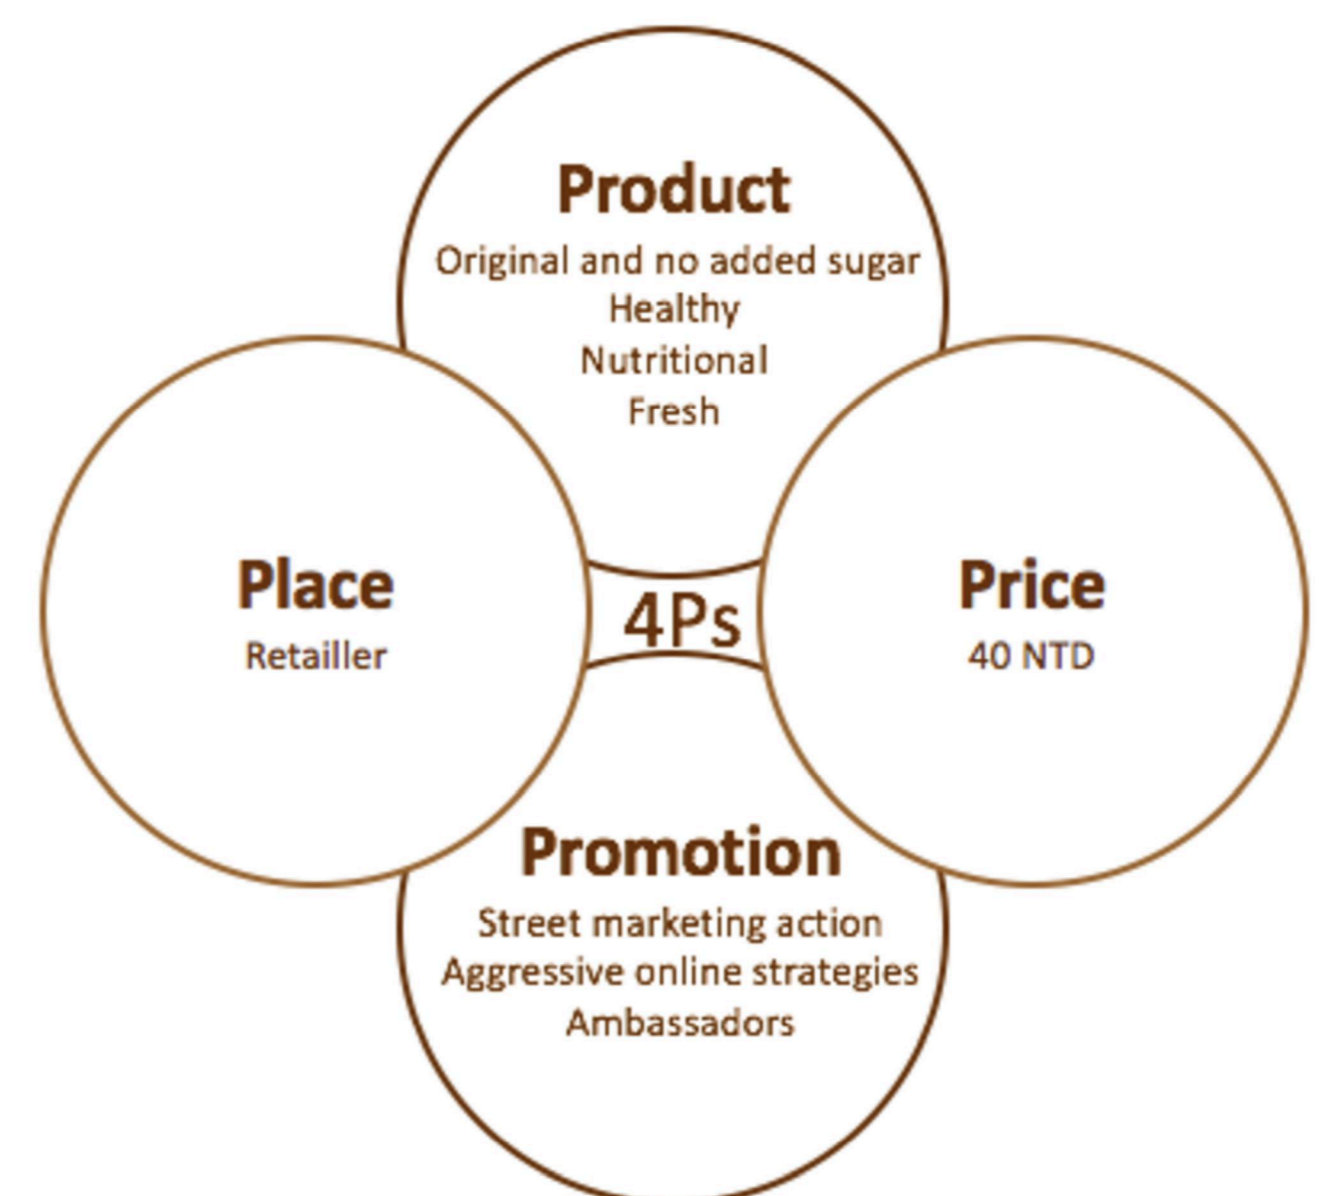 Product
Original and no added sugar
Healthy
Nutritional
Fresh
Place
Retailler
4Ps
Price
40 NTD
Promotion
Street marketing action
Aggressive online strategies
Ambassadors